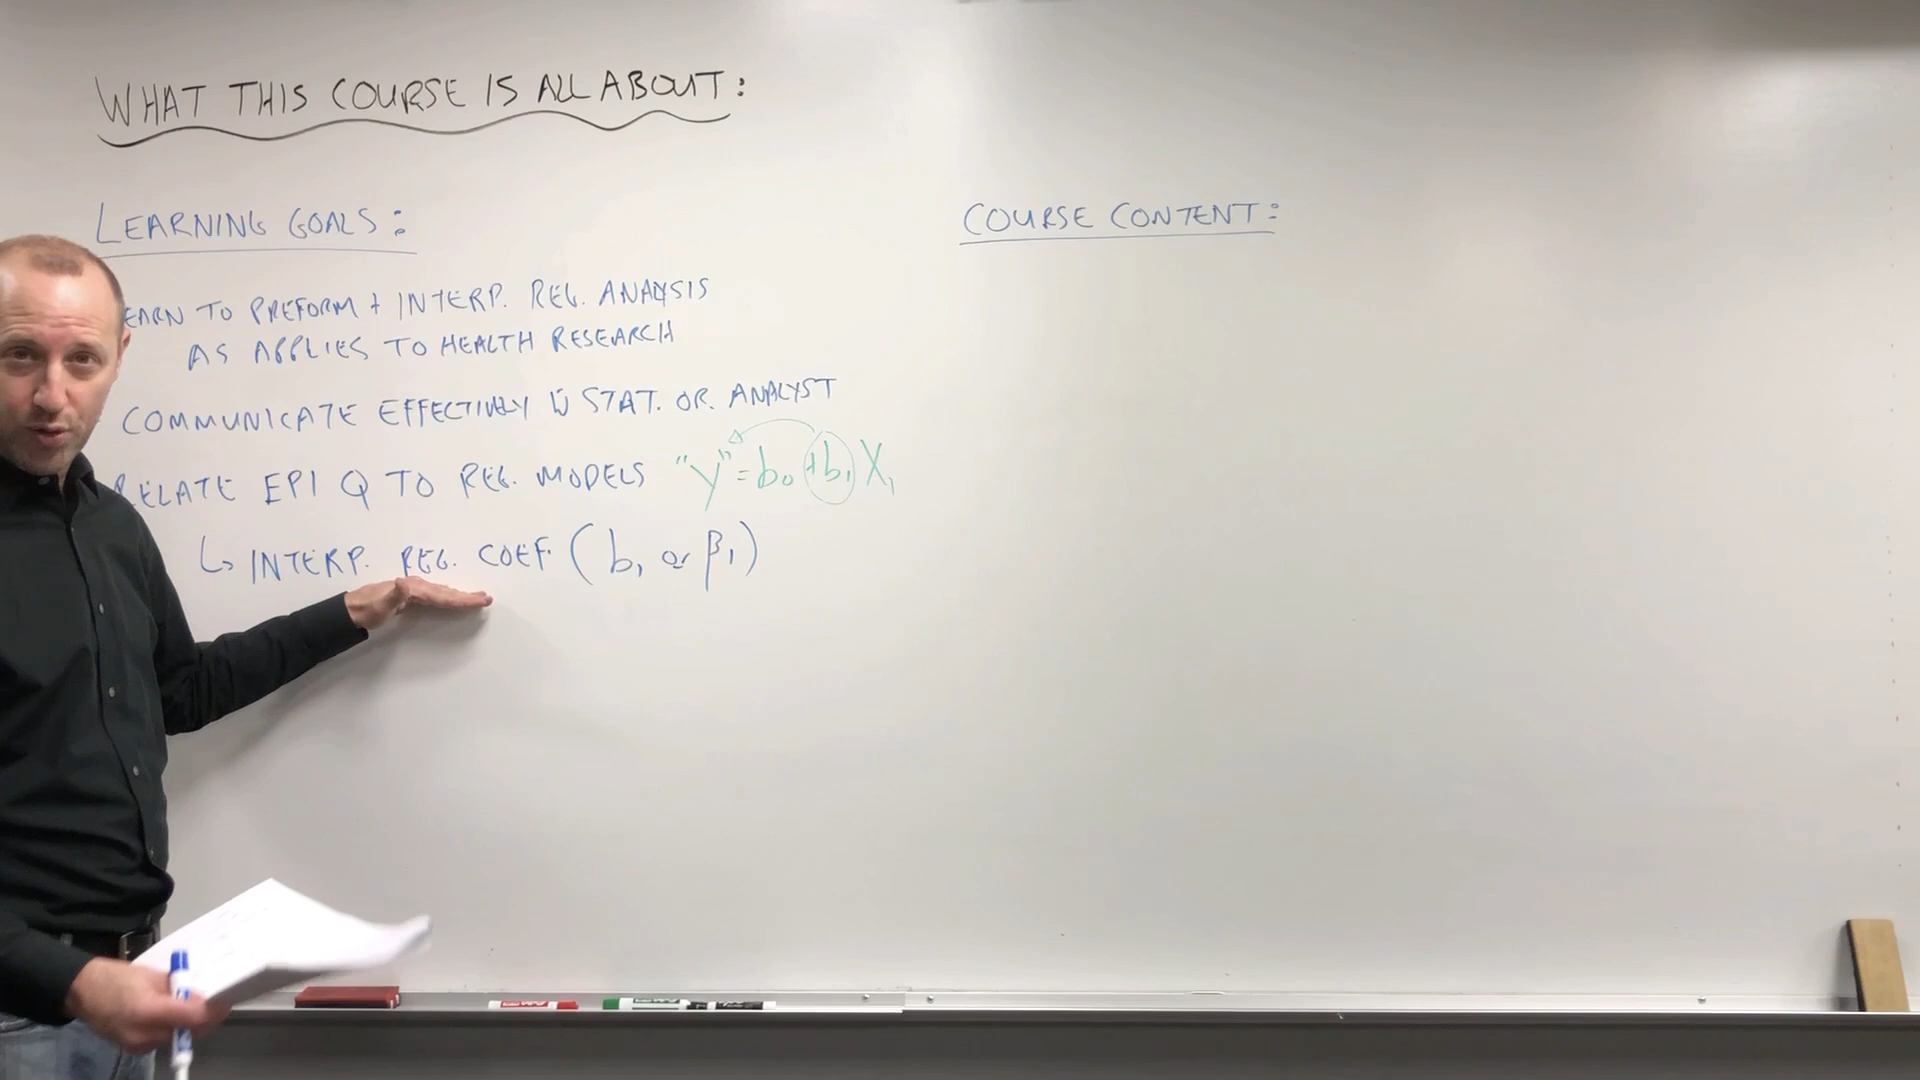 WHAT THIS COURSE IS ALL ABOUT:
LEARNING GOALS:
EARN TO PREFORM + INTERP. REG. ANALYSIS
AS APPLIES TO HEALTH RESEARCH
COMMUNICATE EFFECTIVELY STAT. OR. ANALYST
RELATE EPI Q TO REG. MODELS "Y" = b₀ + b₁ X₁
↳ INTERP. REG. COEF. (b₁ or β₁)
COURSE CONTENT: